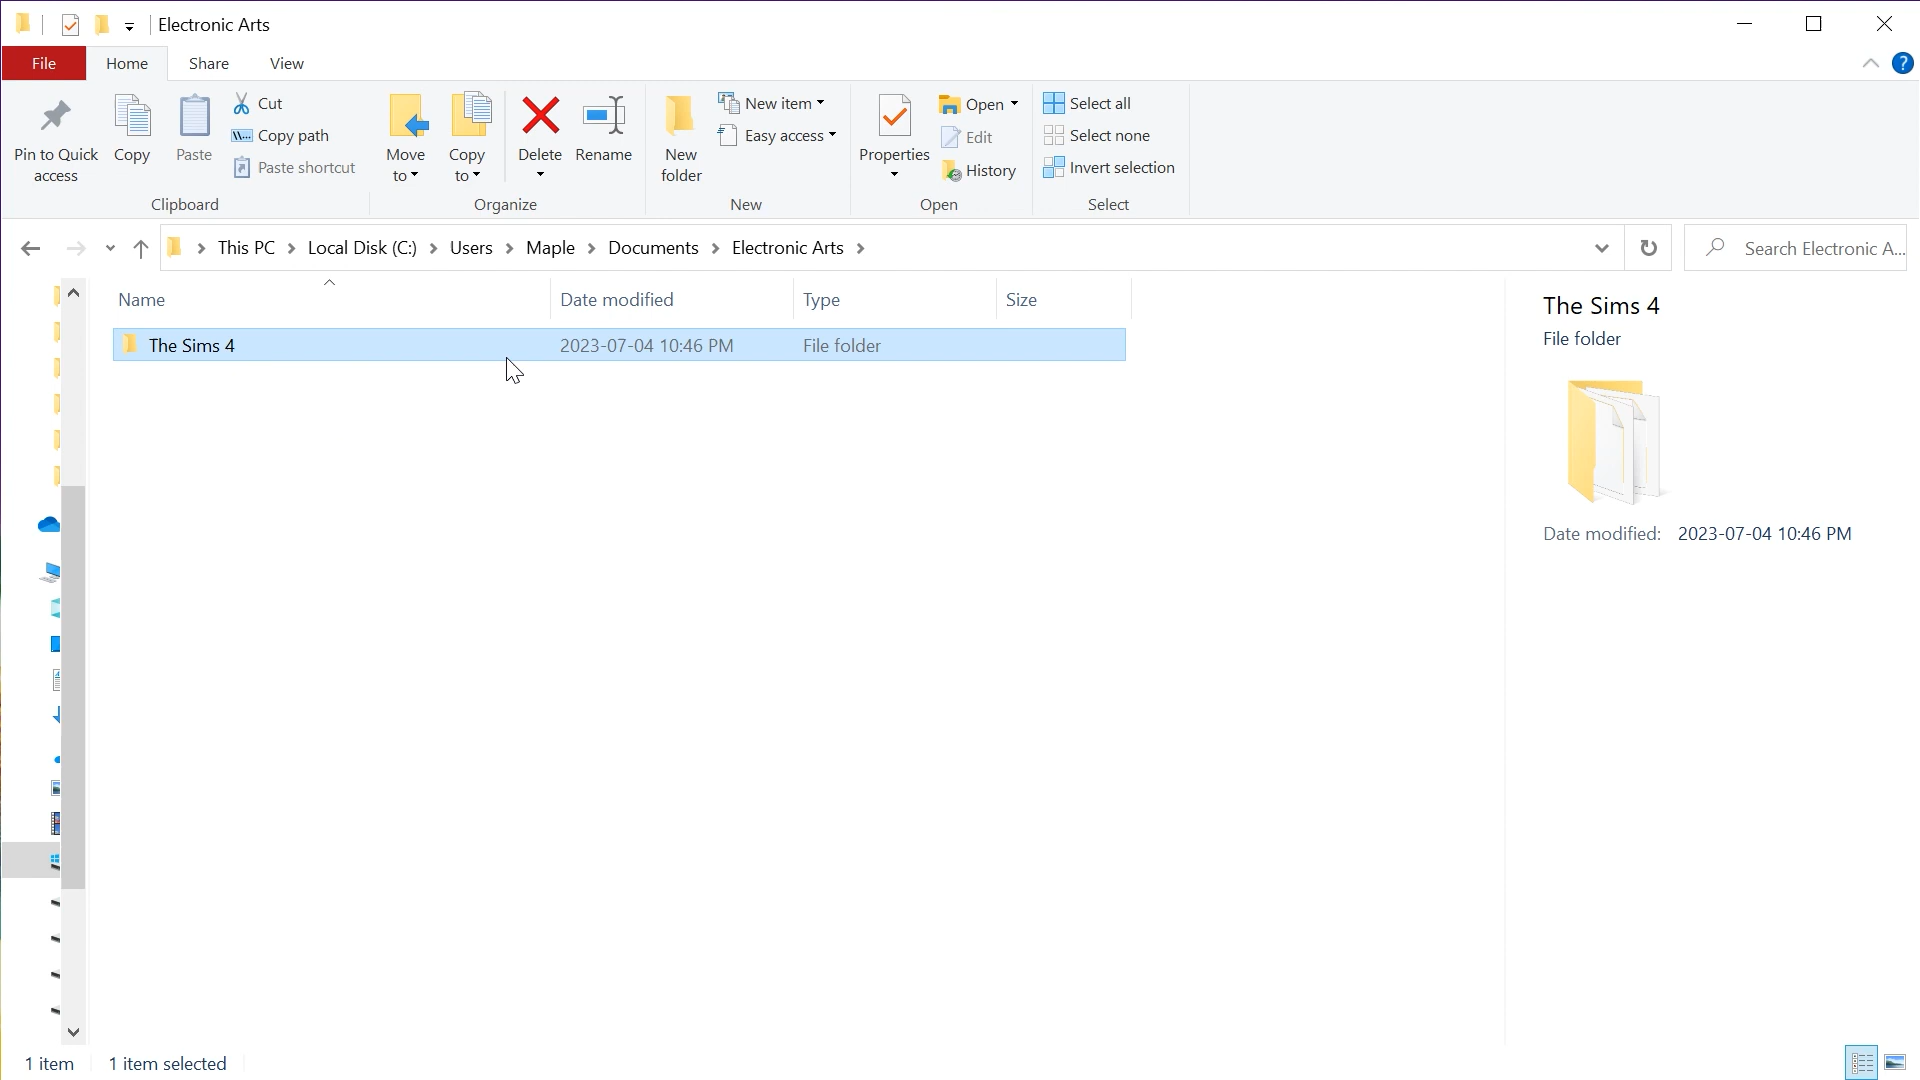 Electronic Arts
File Home Share View
Pin to Quick access
Copy
Paste
Cut
Copy path
Paste shortcut
Clipboard
Move to
Copy to
Delete
Rename
Organize
New folder
New item
Easy access
New
Properties
Open
Edit
History
Open
Select all
Select none
Invert selection
Select
This PC > Local Disk (C:) > Users > Maple > Documents > Electronic Arts >
Search Electronic A...
Name Date modified Type Size
The Sims 4 2023-07-04 10:46 PM File folder
The Sims 4
File folder
Date modified: 2023-07-04 10:46 PM
1 item 1 item selected